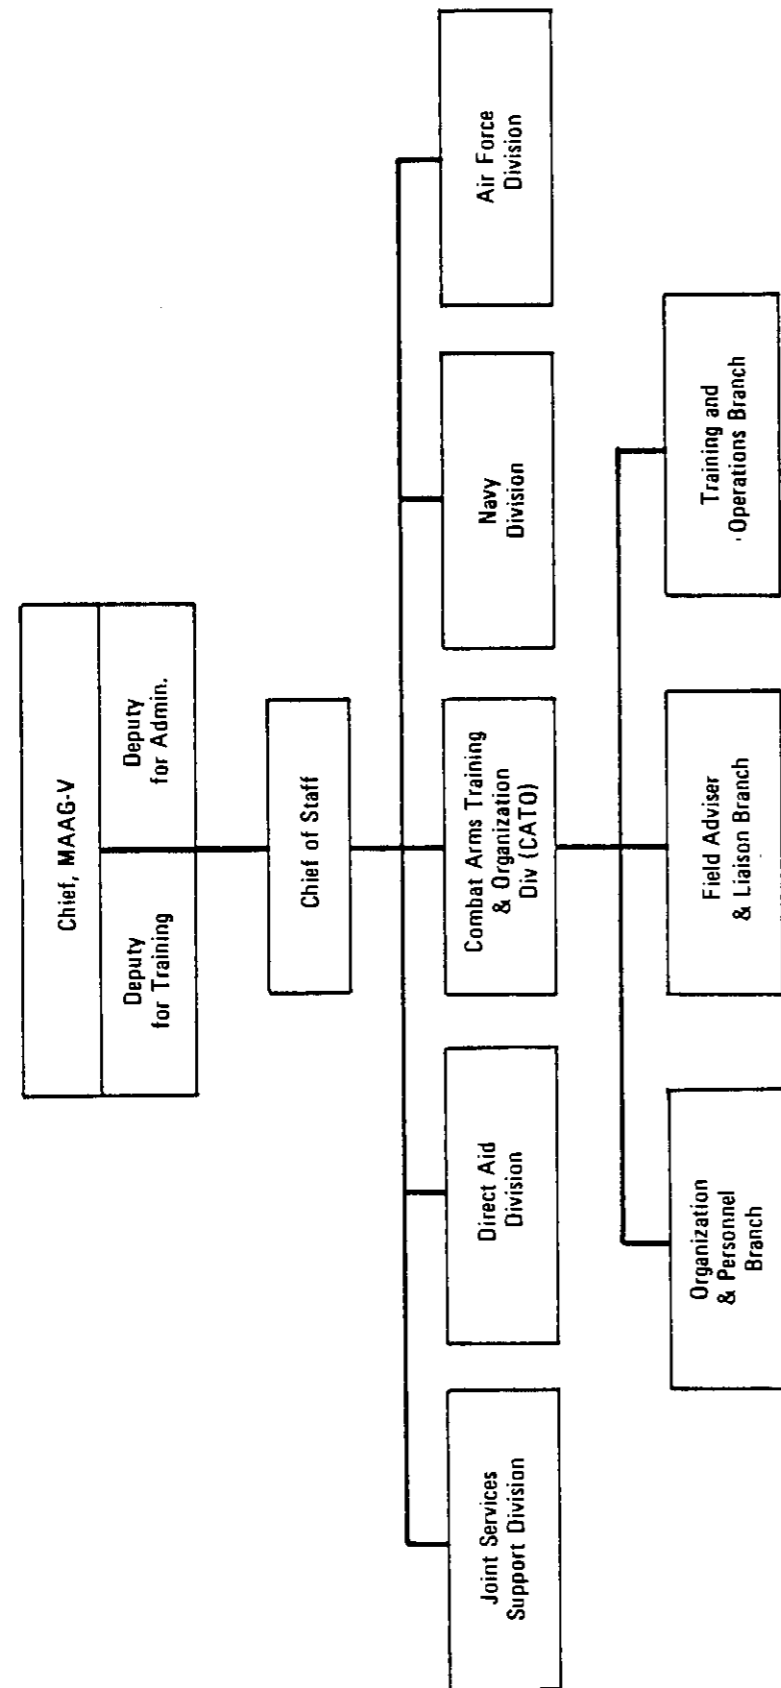 Chief, MAAG-V
Deputy
for Training
Deputy
for Admin.
Chief of Staff
Joint Services
Support Division
Direct Aid
Division
Combat Arms Training
& Organization
Div (CATO)
Navy
Division
Air Force
Division
Organization
& Personnel
Branch
Field Adviser
& Liaison Branch
Training and
Operations Branch